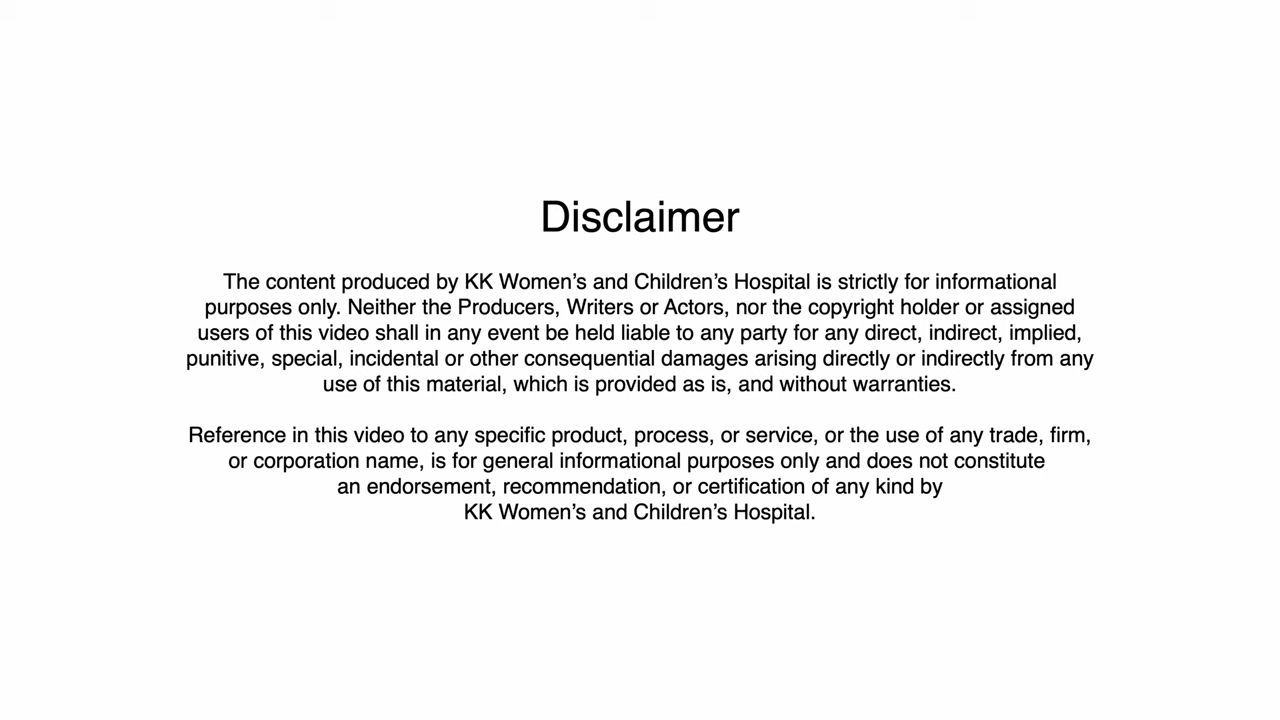 Disclaimer
The content produced by KK Women’s and Children’s Hospital is strictly for informational
purposes only. Neither the Producers, Writers or Actors, nor the copyright holder or assigned
users of this video shall in any event be held liable to any party for any direct, indirect, implied,
punitive, special, incidental or other consequential damages arising directly or indirectly from any
use of this material, which is provided as is, and without warranties.
Reference in this video to any specific product, process, or service, or the use of any trade, firm,
or corporation name, is for general informational purposes only and does not constitute
an endorsement, recommendation, or certification of any kind by
KK Women’s and Children’s Hospital.